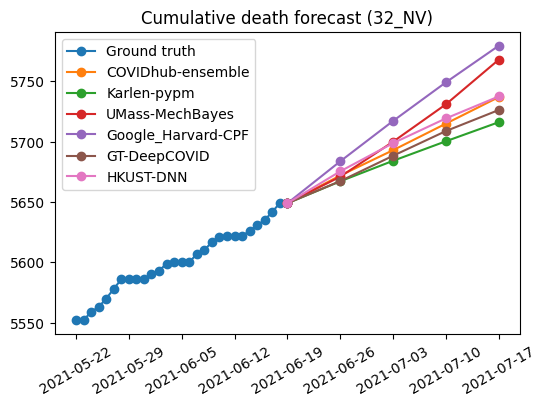 Cumulative death forecast (32_NV)
Ground truth
COVIDhub-ensemble
Karlen-pypm
UMass-MechBayes
Google_Harvard-CPF
GT-DeepCOVID
HKUST-DNN
5750
5700
5650
5600
5550
2021-05-22
2021-05-29
2021-06-05
2021-06-12
2021-06-19
2021-06-26
2021-07-03
2021-07-10
2021-07-17